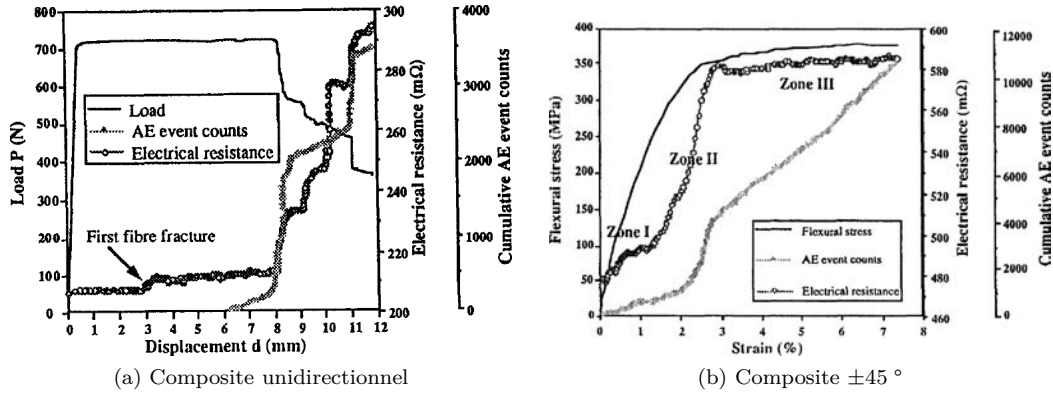 800
700
600
500
400
300
200
100
0
Load P (N)
Load
AE event counts
Electrical resistance
First fibre fracture
0 1 2 3 4 5 6 7 8 9 10 11 12
Displacement d (mm)
300
290
280
260
240
220
200
Electrical resistance (mΩ)
4000
3000
2000
1000
0
Cumulative AE event counts
(a) Composite unidirectionnel
400
350
300
250
200
150
100
50
0
Flexural stress (MPa)
Zone I
Zone II
Zone III
Flexural stress
AE event counts
Electrical resistance
0 1 2 3 4 5 6 7 8
Strain (%)
600
580
560
540
520
500
480
460
Electrical resistance (mΩ)
12000
10000
8000
6000
4000
2000
0
Cumulative AE event counts
(b) Composite ±45 °